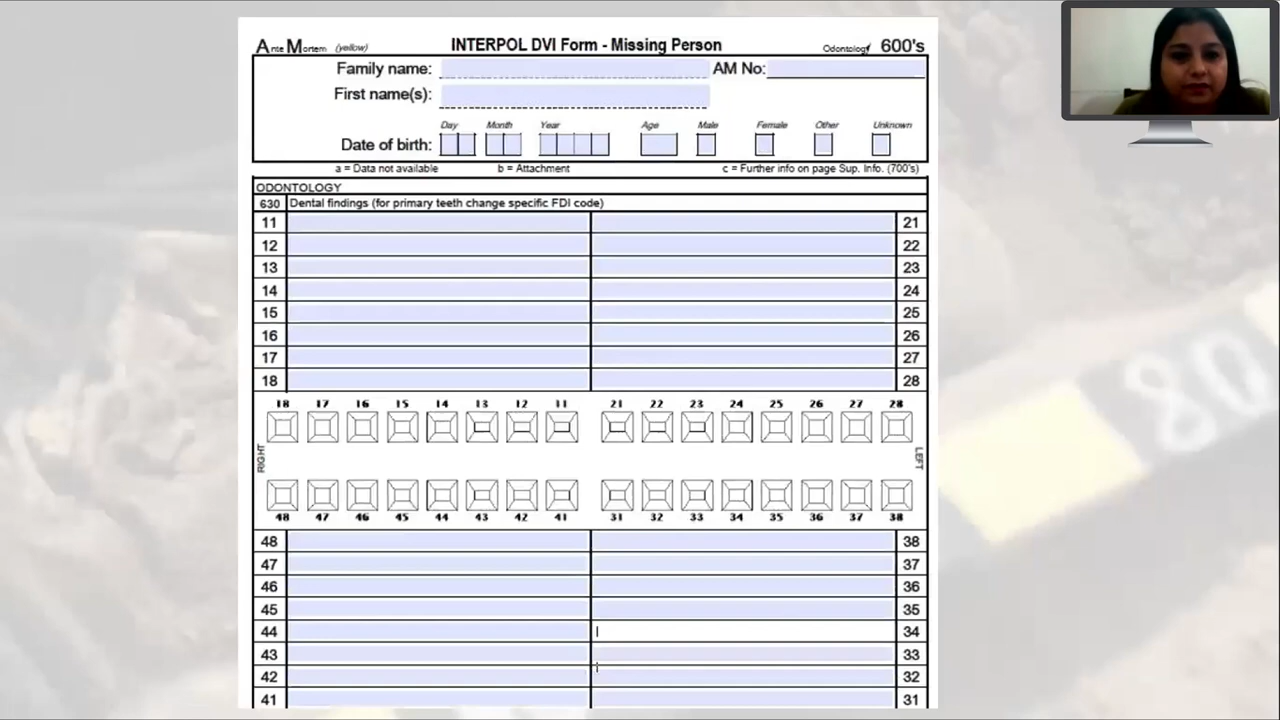 Ante Mortem (yellow) INTERPOL DVI Form - Missing Person Odontology 600's
Family name: AM No:
First name(s):
Day Month Year Age Male Female Other Unknown
Date of birth:
a = Data not available b = Attachment c = Further info on page Sup. Info. (700's)
ODONTOLOGY
630 Dental findings (for primary teeth change specific FDI code)
11 21
12 22
13 23
14 24
15 25
16 26
17 27
18 28
18 17 16 15 14 13 12 11 21 22 23 24 25 26 27 28
RIGHT LEFT
48 47 46 45 44 43 42 41 31 32 33 34 35 36 37 38
48 38
47 37
46 36
45 35
44 34
43 33
42 32
41 31
80